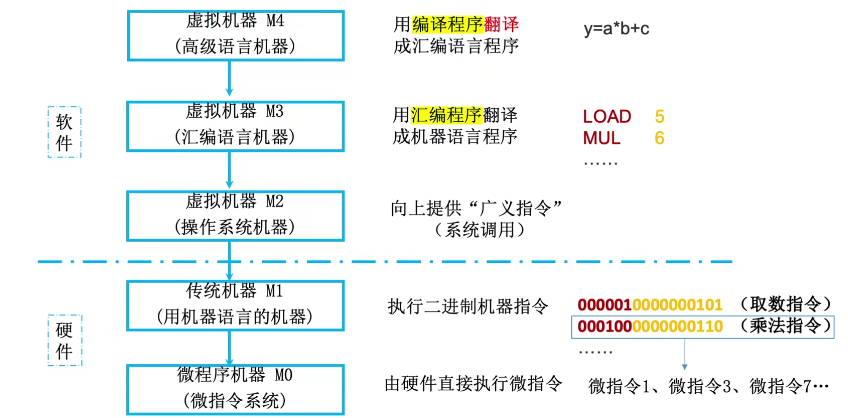 虚拟机器 M4
(高级语言机器)
用编译程序翻译
成汇编语言程序
y=a*b+c
软件
虚拟机器 M3
(汇编语言机器)
用汇编程序翻译
成机器语言程序
LOAD 5
MUL 6
……
虚拟机器 M2
(操作系统机器)
向上提供“广义指令”
（系统调用）
硬件
传统机器 M1
(用机器语言的机器)
执行二进制机器指令
0000010000000101 （取数指令）
0001000000000110 （乘法指令）
……
微程序机器 M0
(微指令系统)
由硬件直接执行微指令
微指令1、微指令3、微指令7…